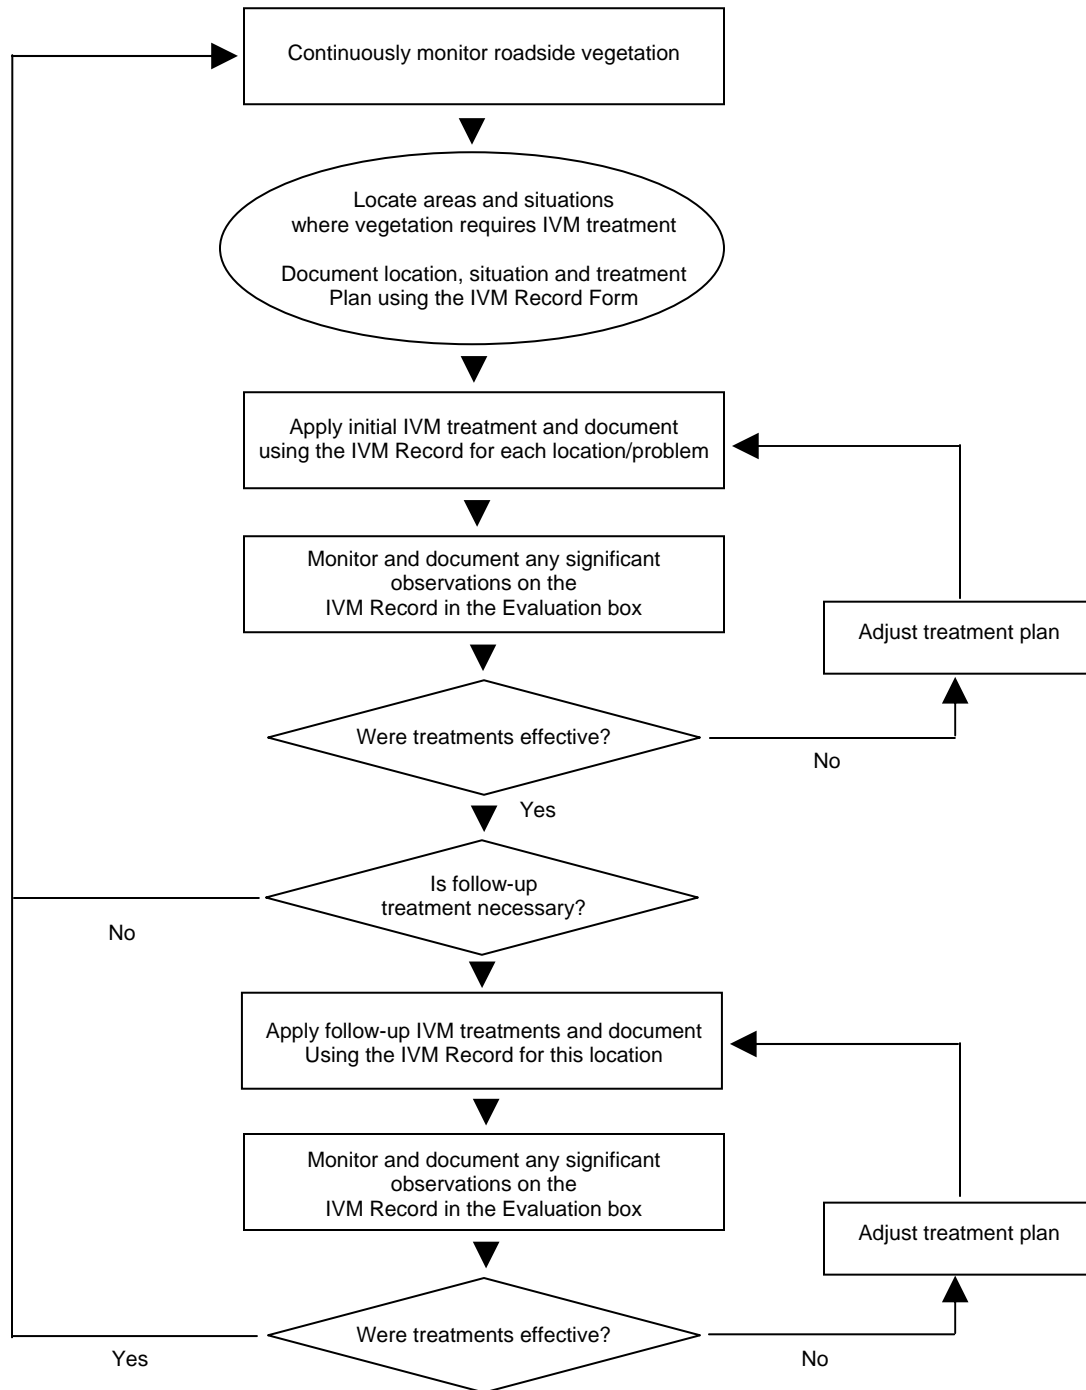 Continuously monitor roadside vegetation
Locate areas and situations
where vegetation requires IVM treatment
Document location, situation and treatment
Plan using the IVM Record Form
Apply initial IVM treatment and document
using the IVM Record for each location/problem
Monitor and document any significant
observations on the
IVM Record in the Evaluation box
Adjust treatment plan
Were treatments effective?
No
Yes
Is follow-up
treatment necessary?
No
Apply follow-up IVM treatments and document
Using the IVM Record for this location
Monitor and document any significant
observations on the
IVM Record in the Evaluation box
Adjust treatment plan
Were treatments effective?
Yes
No